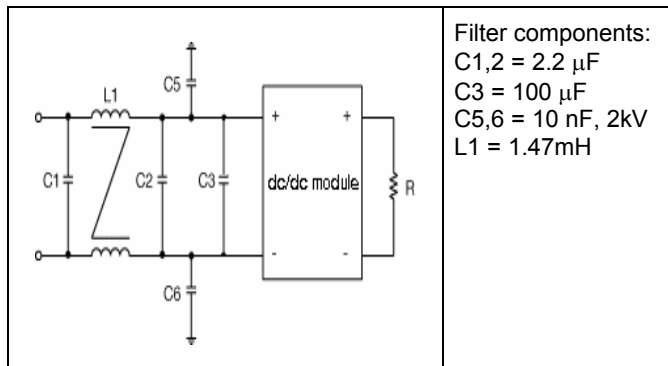 Filter components:
C1,2 = 2.2 μF
C3 = 100 μF
C5,6 = 10 nF, 2kV
L1 = 1.47mH
C5
L1
+ +
C1 C2 C3 dc/dc module R
- -
C6